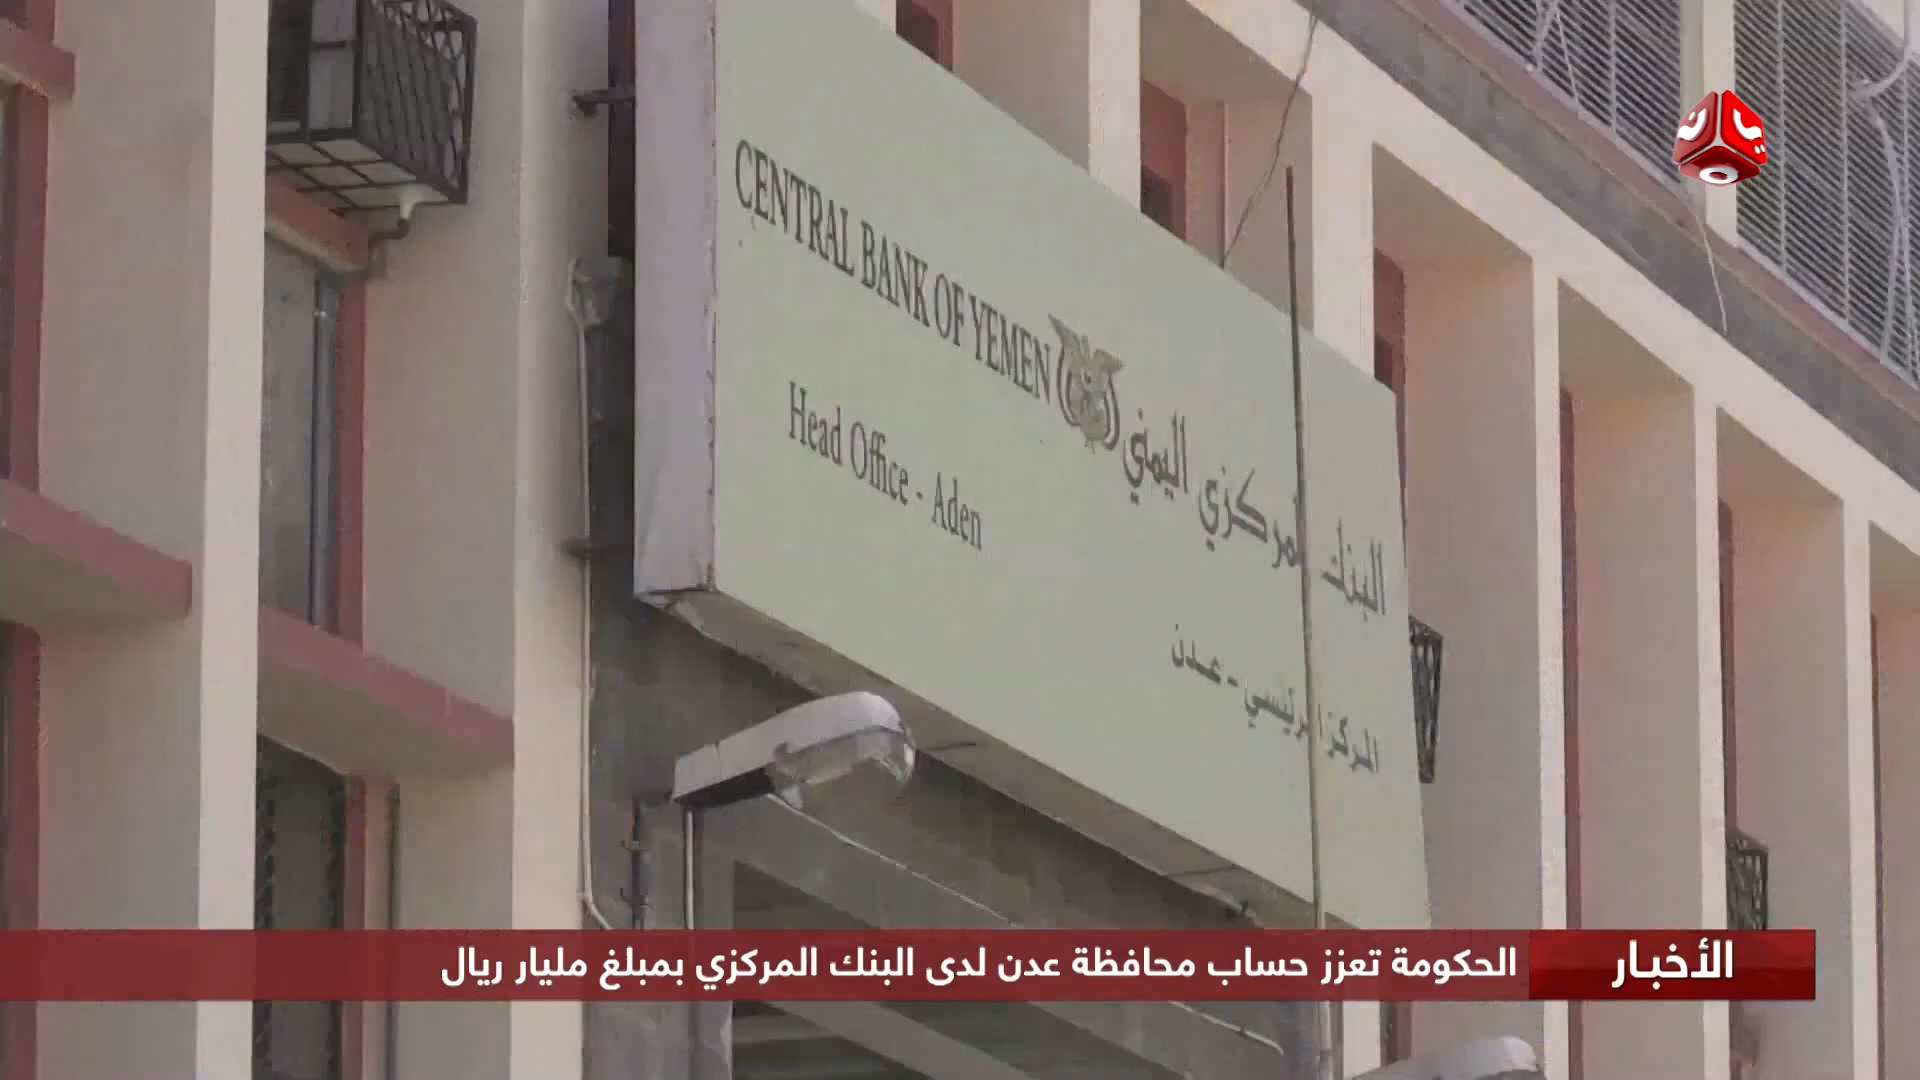 CENTRAL BANK OF YEMEN
البنك المركزي اليمني
Head Office - Aden
المركز الرئيسي - عدن
الأخبار
الحكومة تعزز حساب محافظة عدن لدى البنك المركزي بمبلغ مليار ريال